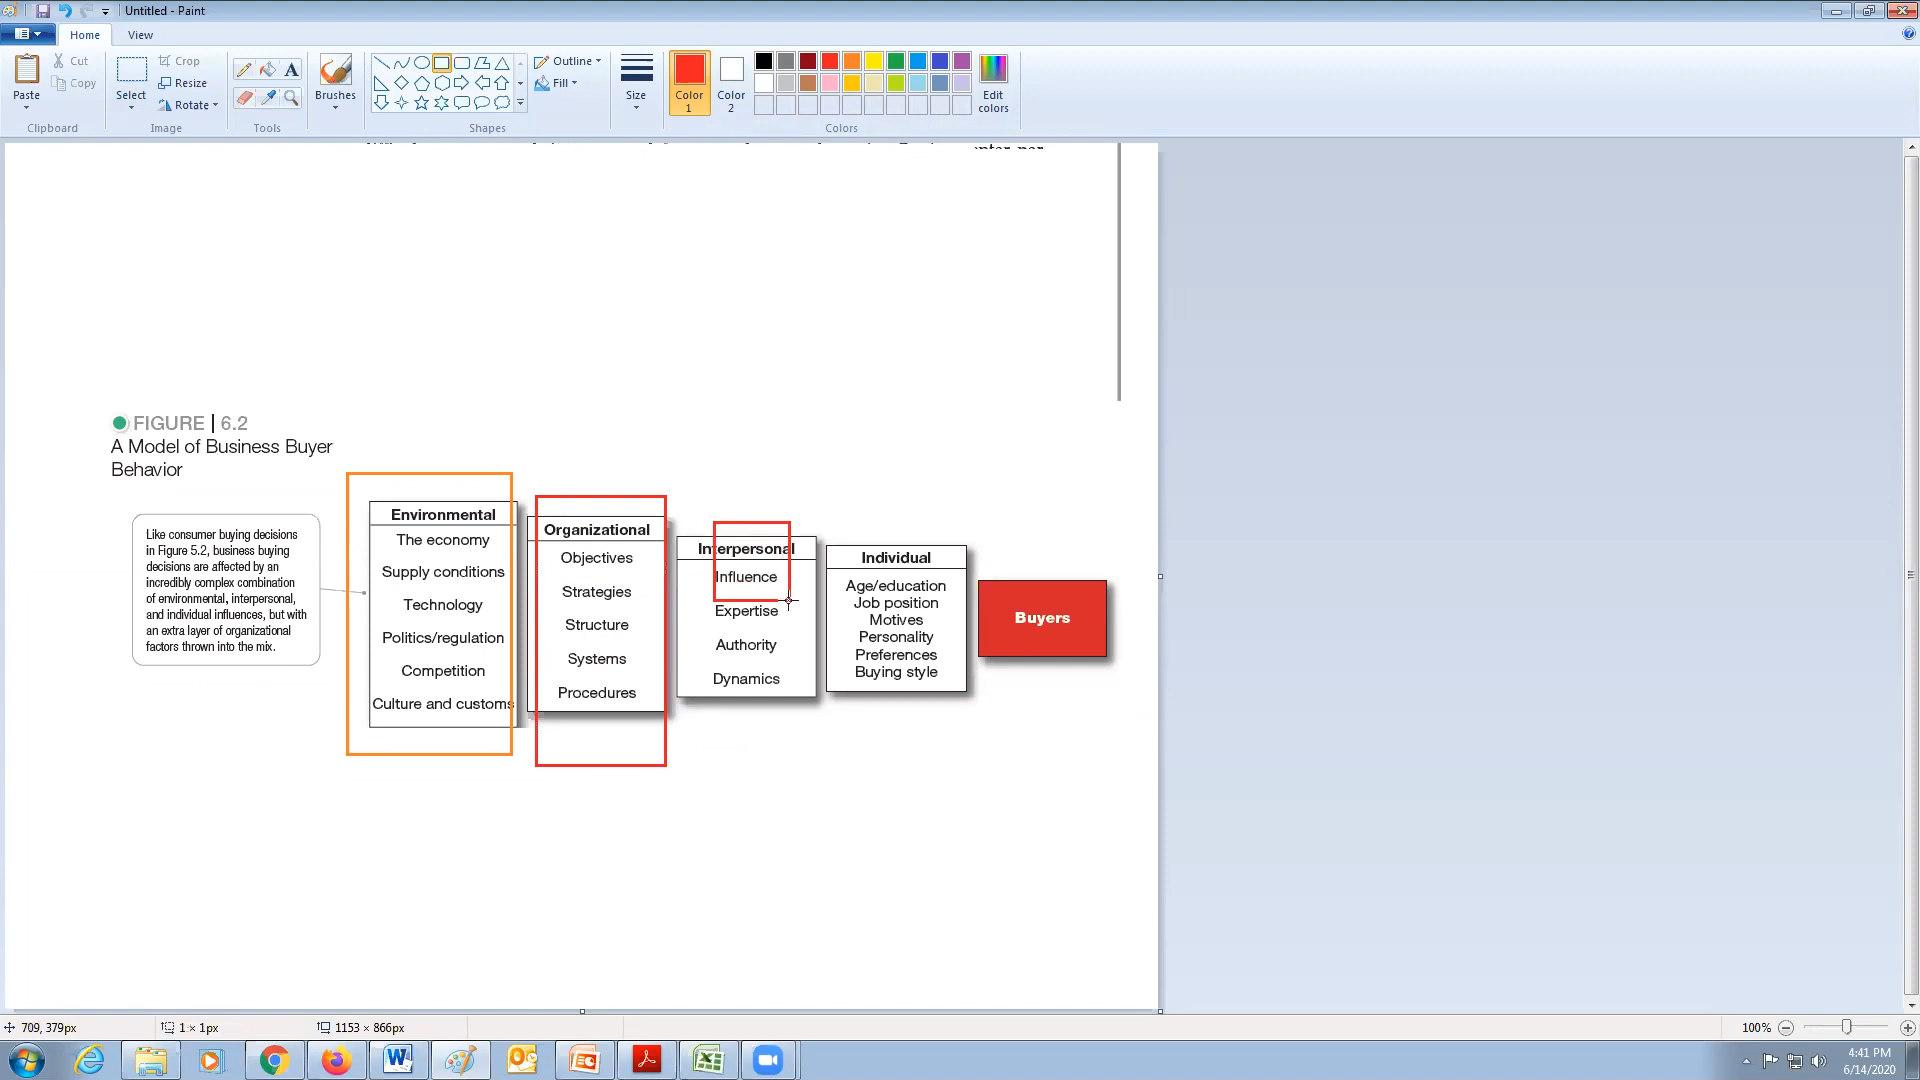 Untitled - Paint
Home
View
Paste
Cut
Copy
Clipboard
Select
Crop
Resize
Rotate
Image
Tools
Brushes
Shapes
Outline
Fill
Size
Color 1
Color 2
Edit colors
Colors
FIGURE | 6.2
A Model of Business Buyer
Behavior
Like consumer buying decisions
in Figure 5.2, business buying
decisions are affected by an
incredibly complex combination
of environmental, interpersonal,
and individual influences, but with
an extra layer of organizational
factors thrown into the mix.
Environmental
The economy
Supply conditions
Technology
Politics/regulation
Competition
Culture and customs
Organizational
Objectives
Strategies
Structure
Systems
Procedures
Interpersonal
Influence
Expertise
Authority
Dynamics
Individual
Age/education
Job position
Motives
Personality
Preferences
Buying style
Buyers
709, 379px
1 × 1px
1153 × 866px
100%
4:41 PM
6/14/2020